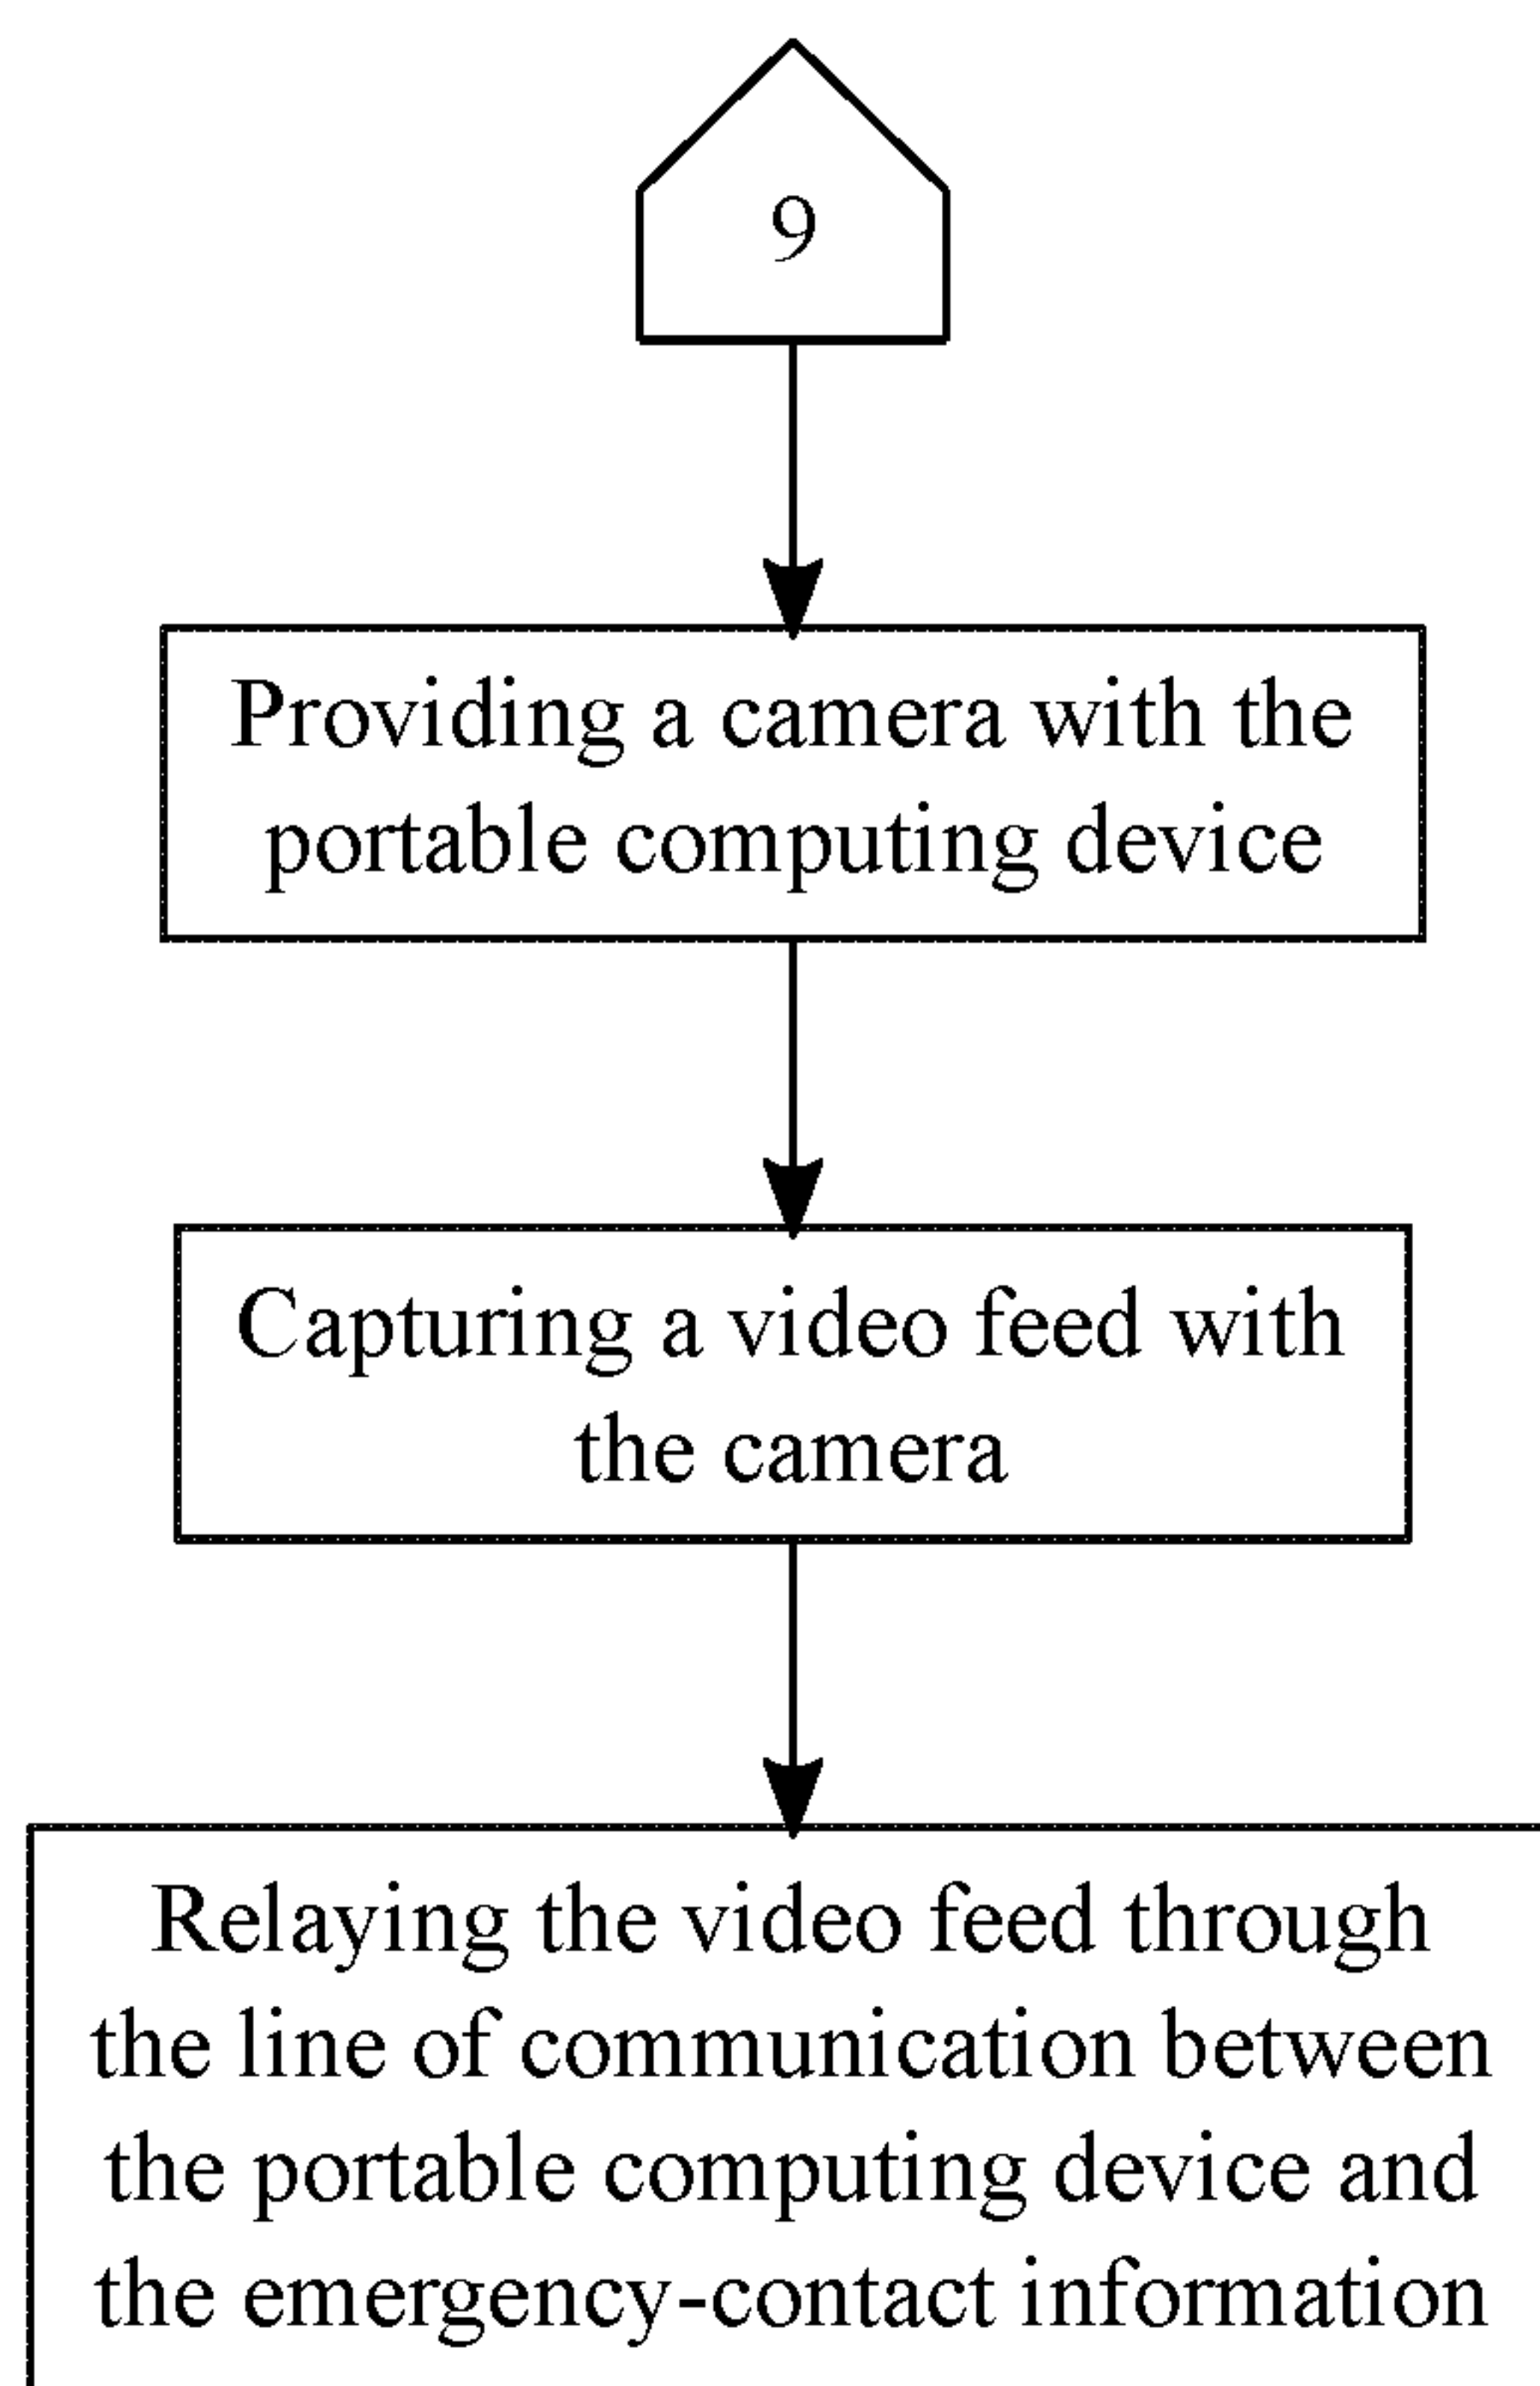 9
Providing a camera with the
portable computing device
Capturing a video feed with
the camera
Relaying the video feed through
the line of communication between
the portable computing device and
the emergency-contact information